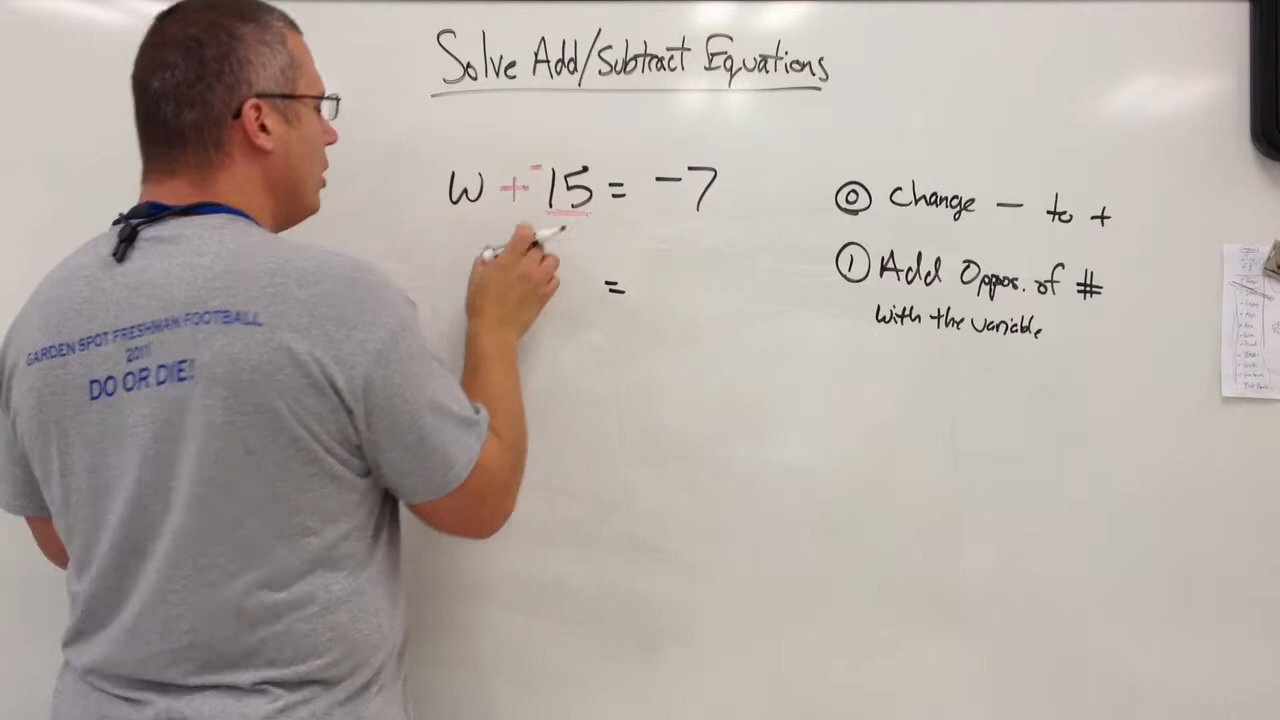 Solve Add/Subtract Equations
W + -15 = -7
=
⓪ Change - to +
① Add Oppos. of #
with the variable
GARDEN SPOT FRESHMAN FOOTBALL
2011
DO OR DIE!